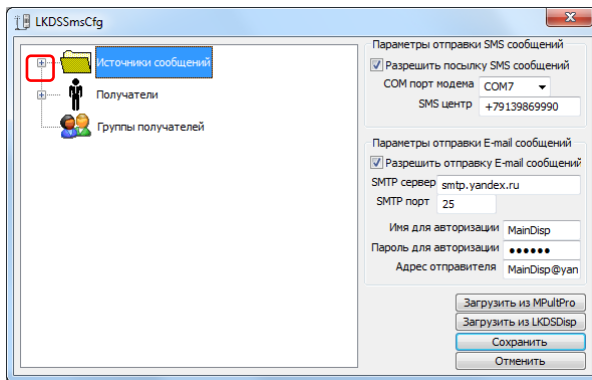 LKDSSmsCfg
Источники сообщений
Получатели
Группы получателей
Параметры отправки SMS сообщений
Разрешить посылку SMS сообщений
COM порт модема COM7
SMS центр +79139869990
Параметры отправки E-mail сообщений
Разрешить отправку E-mail сообщений
SMTP сервер smtp.yandex.ru
SMTP порт 25
Имя для авторизации MainDisp
Пароль для авторизации ●●●●●●
Адрес отправителя MainDisp@yan
Загрузить из MPultPro
Загрузить из LKDSDisp
Сохранить
Отменить